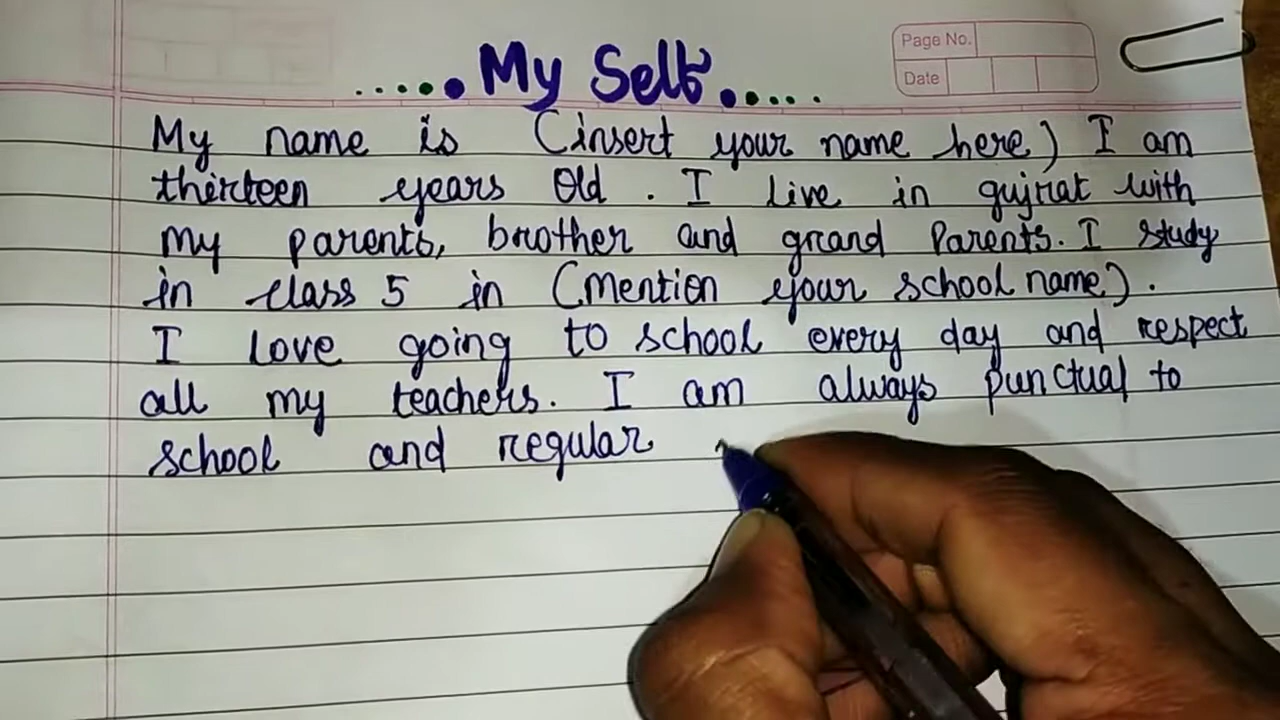 Page No.
Date
.....My Self.....
My name is (insert your name here) I am
thirteen years Old. I live in gujrat with
my parents, brother and grand Parents. I study
in class 5 in (Mention your school name).
I love going to school every day and respect
all my teachers. I am always punctual to
school and regular